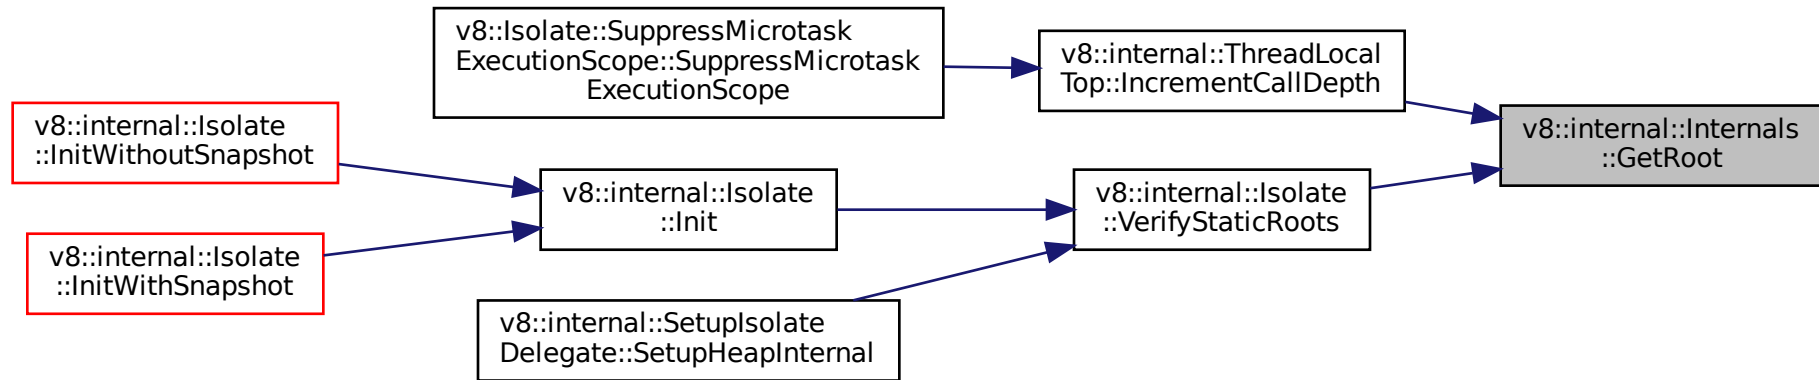 v8::Isolate::SuppressMicrotask
ExecutionScope::SuppressMicrotask
ExecutionScope
v8::internal::ThreadLocal
Top::IncrementCallDepth
v8::internal::Internals
::GetRoot
v8::internal::Isolate
::InitWithoutSnapshot
v8::internal::Isolate
::Init
v8::internal::Isolate
::VerifyStaticRoots
v8::internal::Isolate
::InitWithSnapshot
v8::internal::SetupIsolate
Delegate::SetupHeapInternal